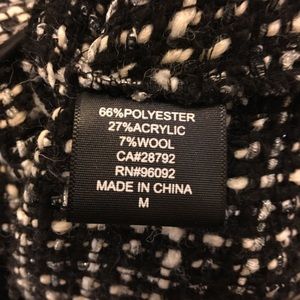 66%POLYESTER
27%ACRYLIC
7%WOOL
CA#28792
RN#96092
MADE IN CHINA
M